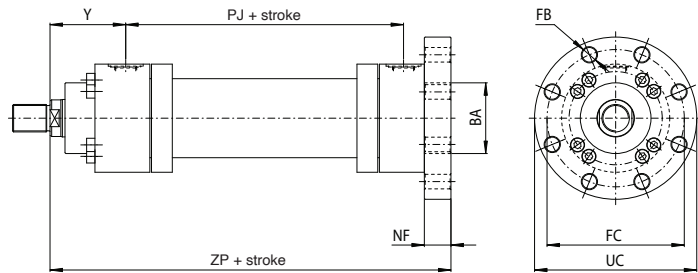 Y
PJ + stroke
FB
BA
NF
FC
ZP + stroke
UC